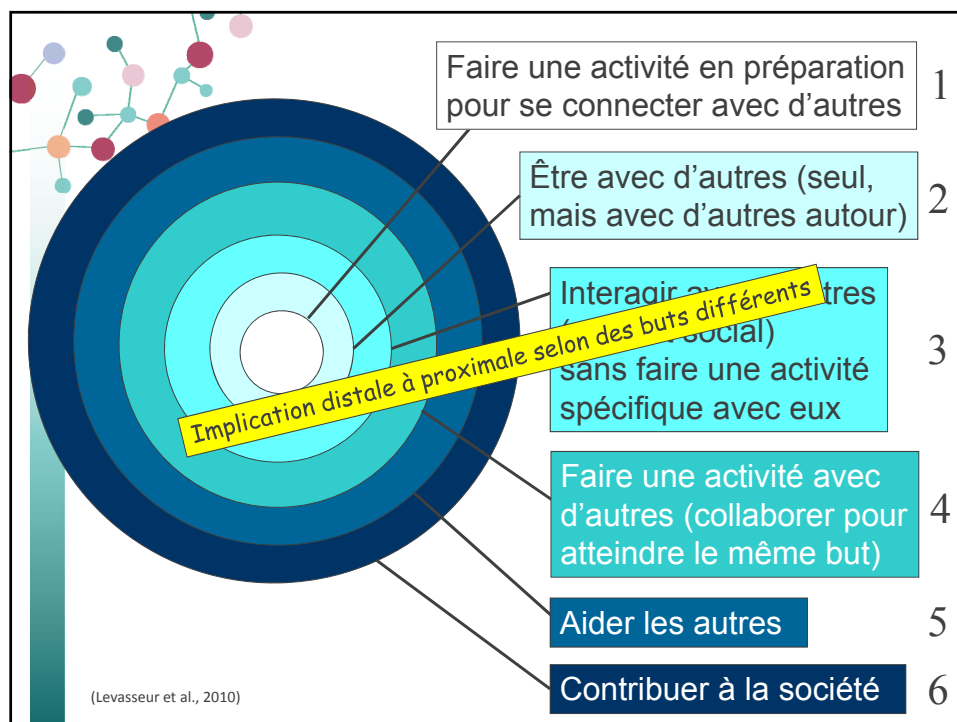 Faire une activité en préparation
pour se connecter avec d'autres
1
Être avec d'autres (seul,
mais avec d'autres autour)
2
Interagir av tres
social)
sans faire une activité
spécifique avec eux
3
Implication distale à proximale selon des buts différents
Faire une activité avec
d'autres (collaborer pour
atteindre le même but)
4
Aider les autres
5
Contribuer à la société
6
(Levasseur et al., 2010)